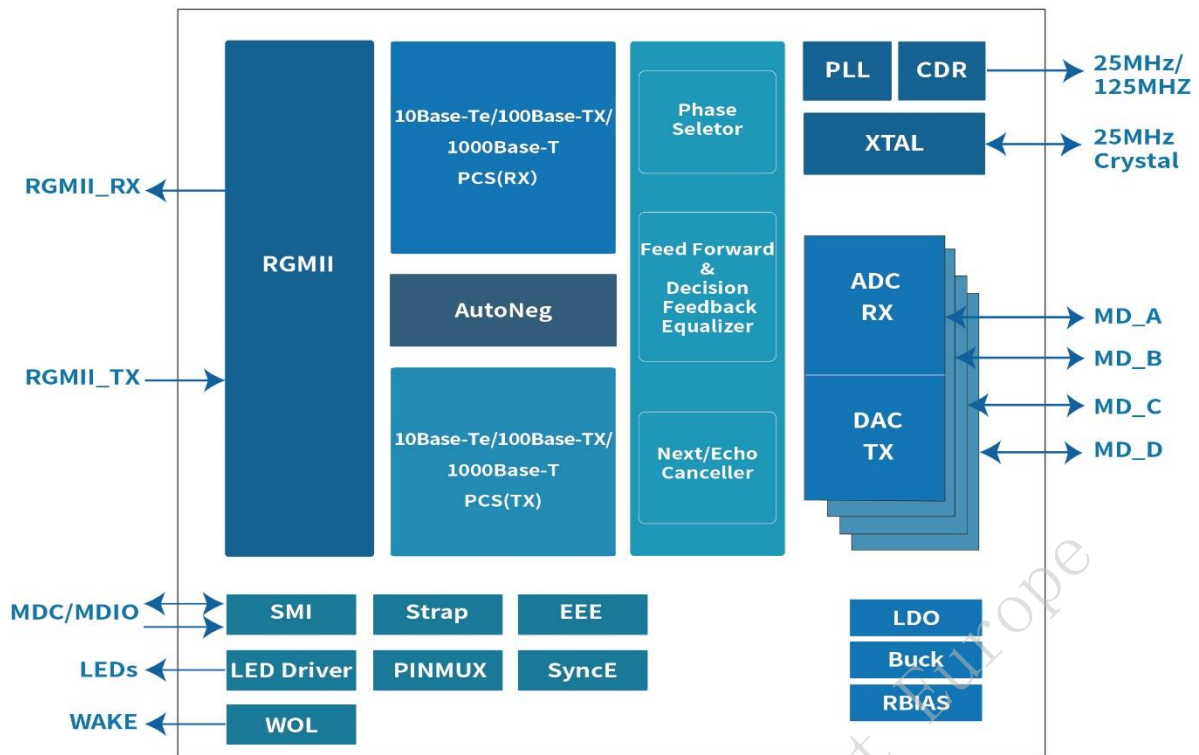 RGMII_RX
RGMII_TX
MDC/MDIO
LEDs
WAKE
RGMII
10Base-Te/100Base-TX/
1000Base-T
PCS(RX)
AutoNeg
10Base-Te/100Base-TX/
1000Base-T
PCS(TX)
Phase
Seletor
Feed Forward
&
Decision
Feedback
Equalizer
Next/Echo
Canceller
PLL
CDR
XTAL
25MHz/
125MHZ
25MHz
Crystal
ADC
RX
DAC
TX
MD_A
MD_B
MD_C
MD_D
SMI
Strap
EEE
LED Driver
PINMUX
SyncE
WOL
LDO
Buck
RBIAS
Europe